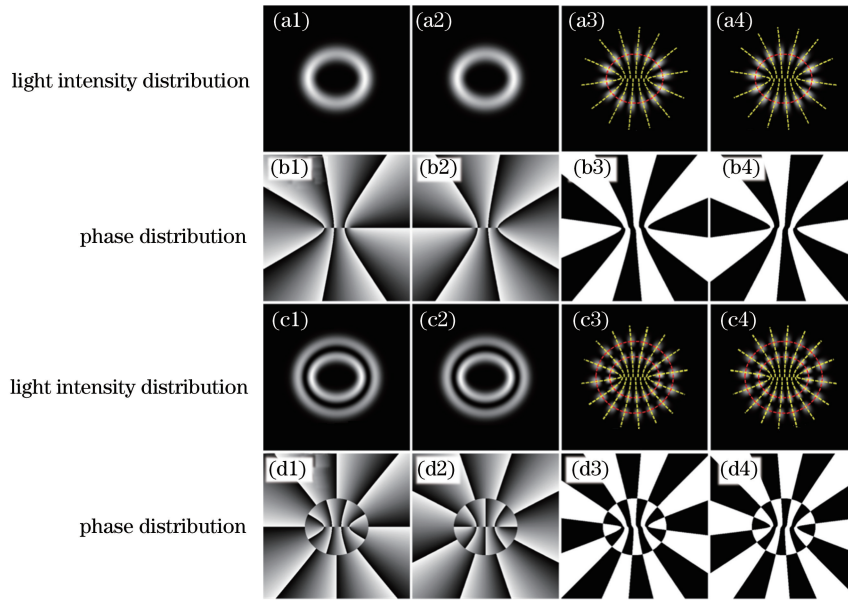 (a1) (a2) (a3) (a4)
light intensity distribution
(b1) (b2) (b3) (b4)
phase distribution
(c1) (c2) (c3) (c4)
light intensity distribution
(d1) (d2) (d3) (d4)
phase distribution